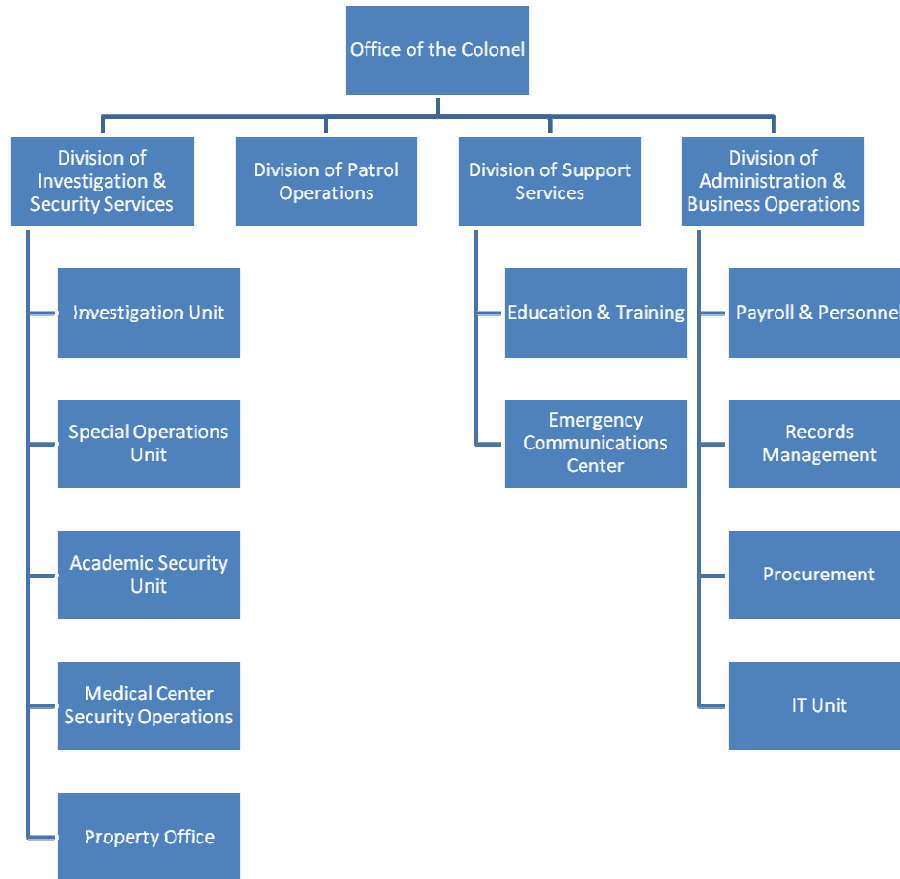 Office of the Colonel
Division of
Investigation &
Security Services
Division of Patrol
Operations
Division of Support
Services
Division of
Administration &
Business Operations
Investigation Unit
Special Operations
Unit
Academic Security
Unit
Medical Center
Security Operations
Property Office
Education & Training
Emergency
Communications
Center
Payroll & Personnel
Records
Management
Procurement
IT Unit